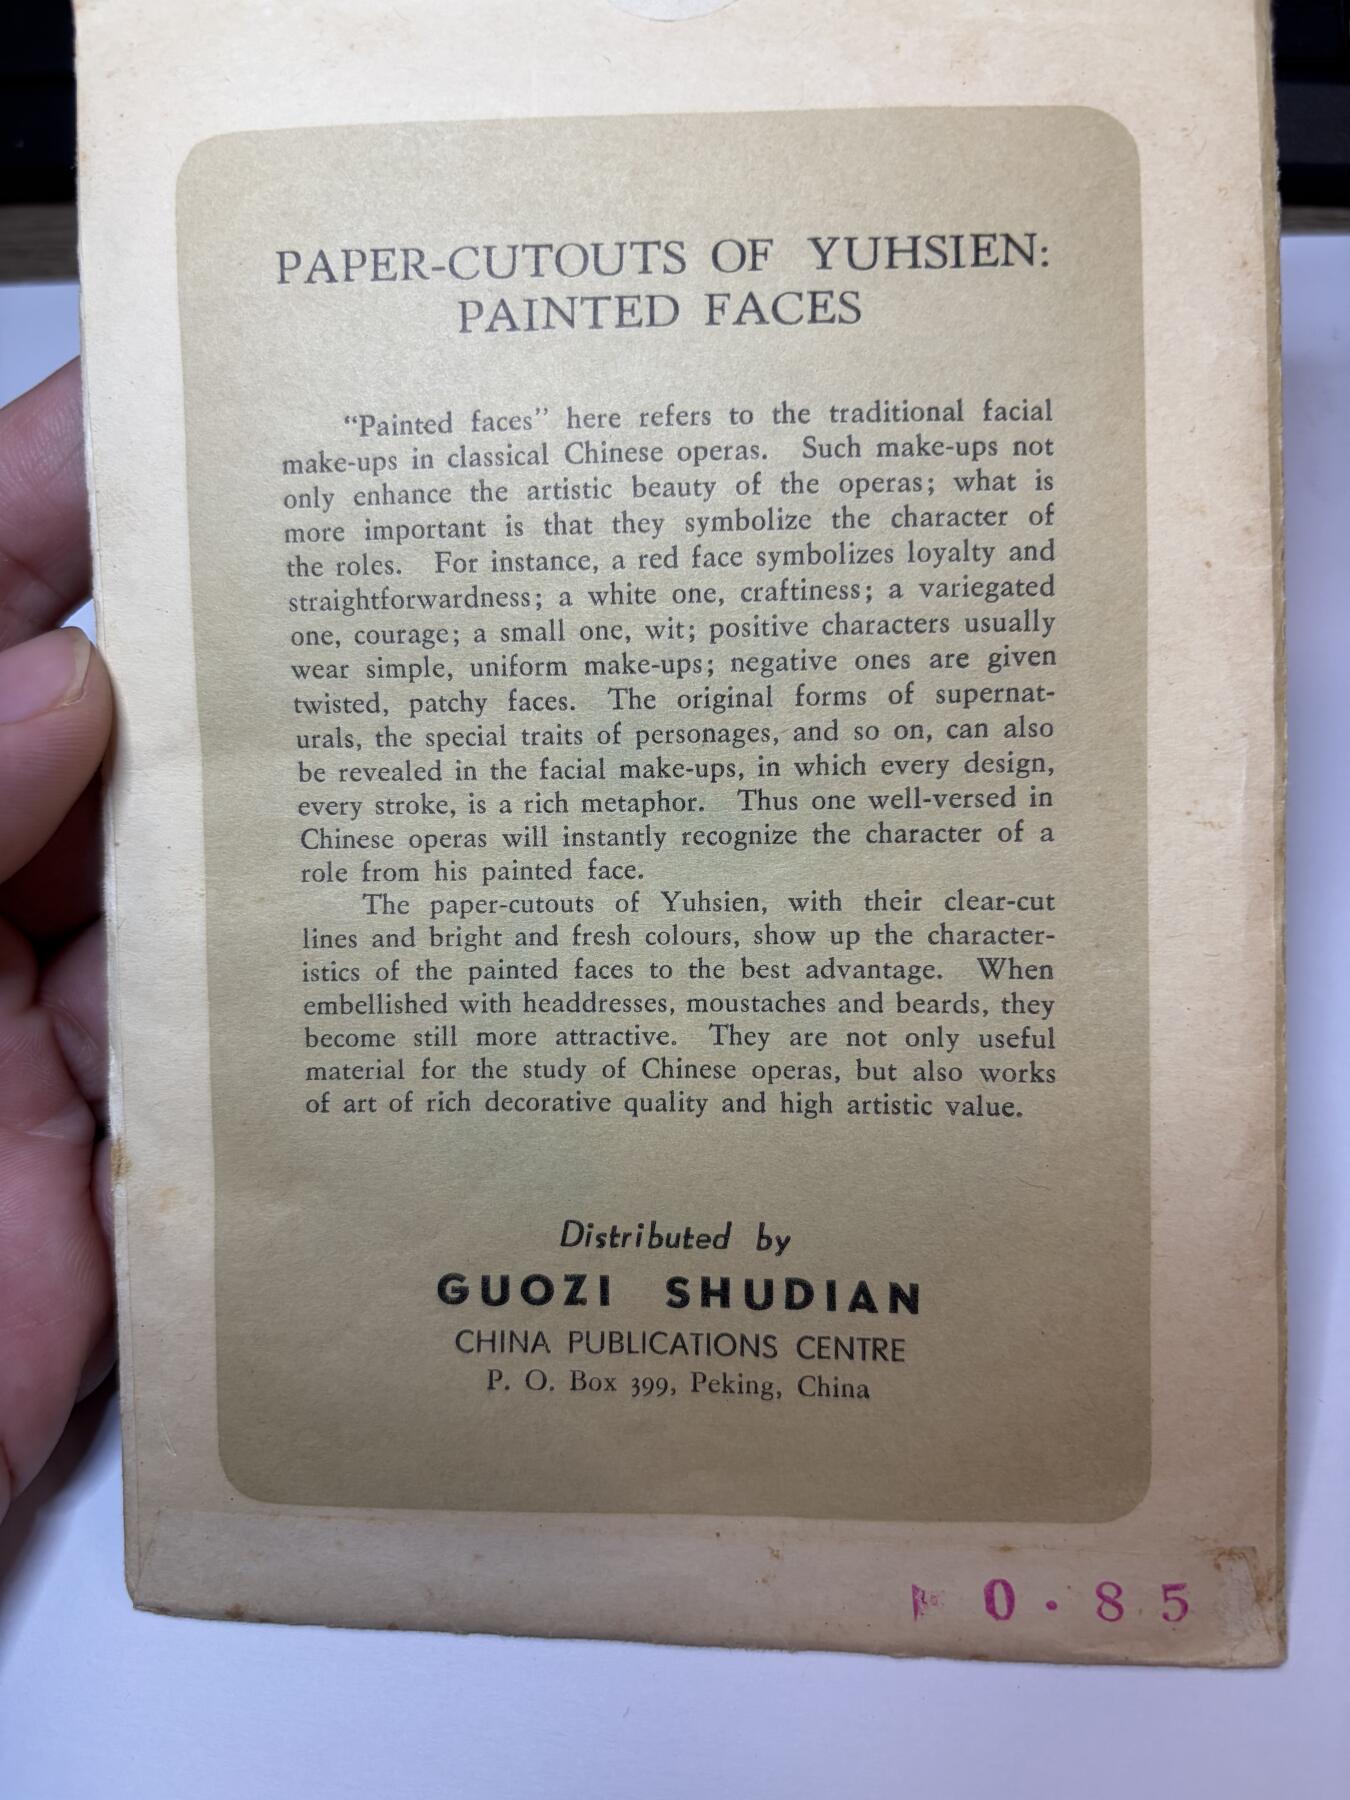 PAPER-CUTOUTS OF YUHSIEN:
PAINTED FACES
“Painted faces” here refers to the traditional facial
make-ups in classical Chinese operas. Such make-ups not
only enhance the artistic beauty of the operas; what is
more important is that they symbolize the character of
the roles. For instance, a red face symbolizes loyalty and
straightforwardness; a white one, craftiness; a variegated
one, courage; a small one, wit; positive characters usually
wear simple, uniform make-ups; negative ones are given
twisted, patchy faces. The original forms of supernat-
urals, the special traits of personages, and so on, can also
be revealed in the facial make-ups, in which every design,
every stroke, is a rich metaphor. Thus one well-versed in
Chinese operas will instantly recognize the character of a
role from his painted face.
The paper-cutouts of Yuhsien, with their clear-cut
lines and bright and fresh colours, show up the character-
istics of the painted faces to the best advantage. When
embellished with headdresses, moustaches and beards, they
become still more attractive. They are not only useful
material for the study of Chinese operas, but also works
of art of rich decorative quality and high artistic value.
Distributed by
GUOZI SHUDIAN
CHINA PUBLICATIONS CENTRE
P. O. Box 399, Peking, China
0.85